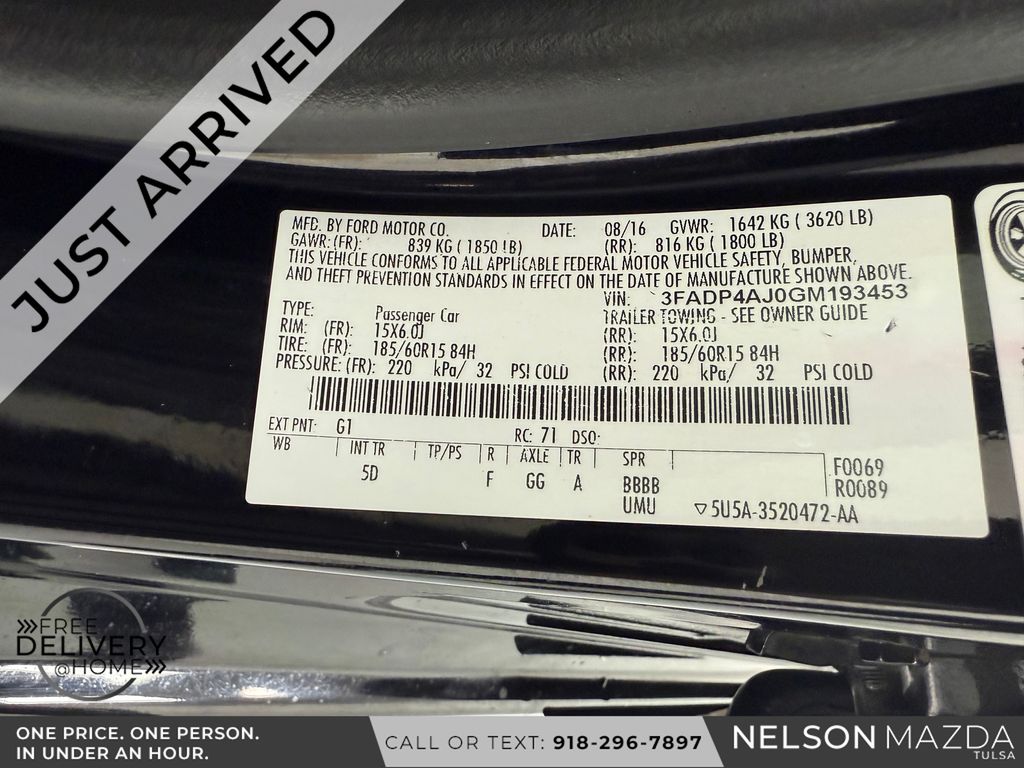 JUST ARRIVED
MFD. BY FORD MOTOR CO. DATE: 08/16 GVWR: 1642 KG ( 3620 LB)
GAWR: (FR): 839 KG ( 1850 LB) (RR): 816 KG ( 1800 LB)
THIS VEHICLE CONFORMS TO ALL APPLICABLE FEDERAL MOTOR VEHICLE SAFETY, BUMPER,
AND THEFT PREVENTION STANDARDS IN EFFECT ON THE DATE OF MANUFACTURE SHOWN ABOVE.
VIN: 3FADP4AJ0GM193453
TYPE: Passenger Car TRAILER TOWING - SEE OWNER GUIDE
RIM: (FR): 15X6.0J (RR): 15X6.0J
TIRE: (FR): 185/60R15 84H (RR): 185/60R15 84H
PRESSURE: (FR): 220 kPa/ 32 PSI COLD (RR): 220 kPa/ 32 PSI COLD
EXT PNT: G1 RC: 71 DSO:
WB INT TR TP/PS R AXLE TR SPR
5D F GG A BBBB F0069
UMU R0089
5U5A-3520472-AA
FREE
DELIVERY
@HOME
ONE PRICE. ONE PERSON.
IN UNDER AN HOUR.
CALL OR TEXT: 918-296-7897
NELSON MAZDA
TULSA